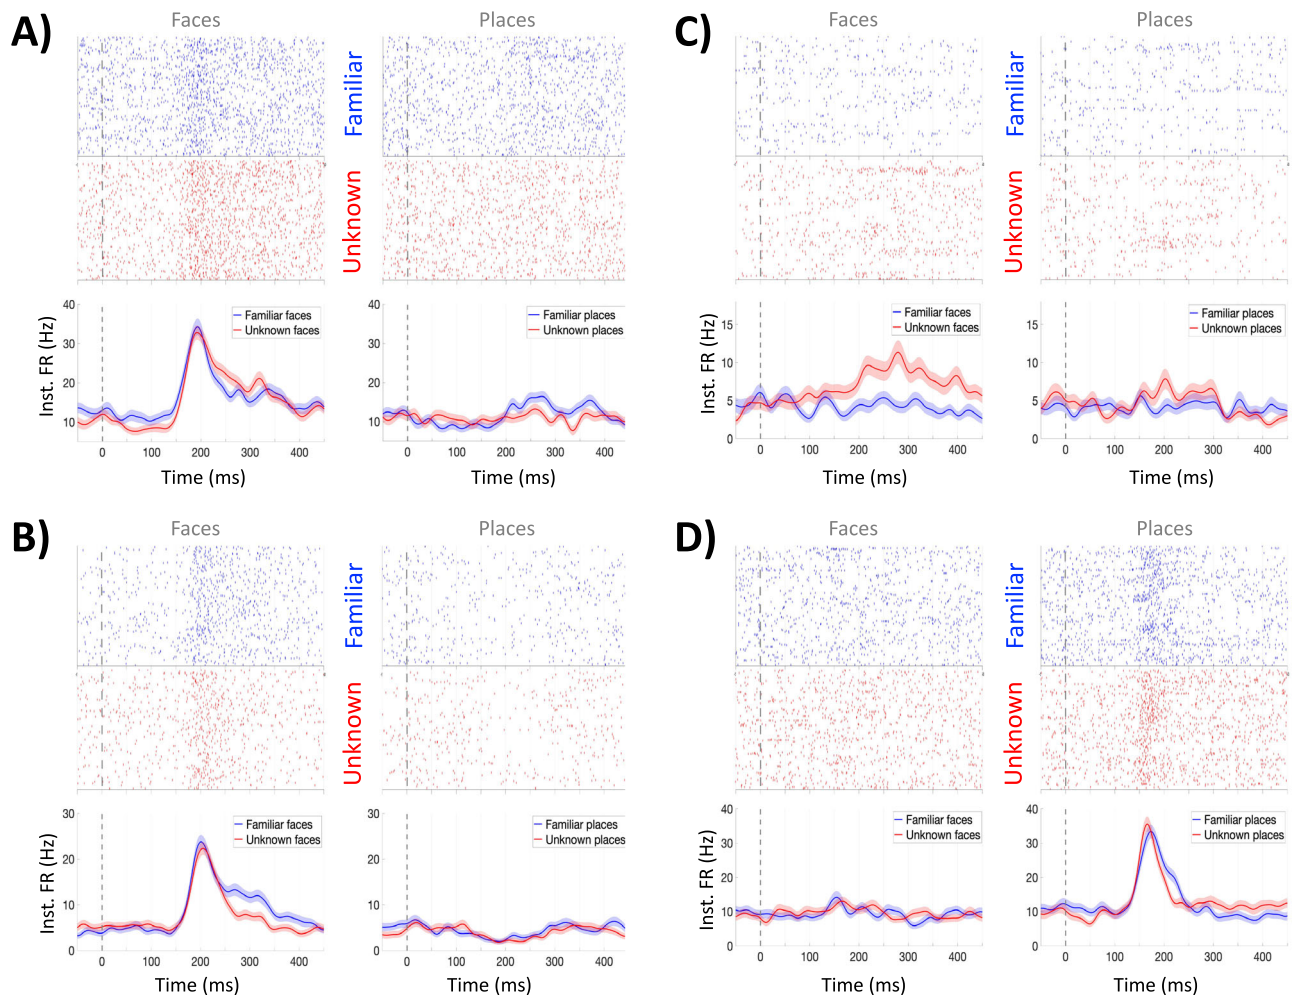 A)
Faces
Places
Familiar
Unknown
40
30
20
10
Inst. FR (Hz)
Familiar faces
Unknown faces
0 100 200 300 400
Time (ms)
40
30
20
10
Familiar places
Unknown places
0 100 200 300 400
Time (ms)
C)
Faces
Places
Familiar
Unknown
15
10
5
0
Inst. FR (Hz)
Familiar faces
Unknown faces
0 100 200 300 400
Time (ms)
15
10
5
0
Familiar places
Unknown places
0 100 200 300 400
Time (ms)
B)
Faces
Places
Familiar
Unknown
30
20
10
0
Inst. FR (Hz)
Familiar faces
Unknown faces
0 100 200 300 400
Time (ms)
30
20
10
0
Familiar places
Unknown places
0 100 200 300 400
Time (ms)
D)
Faces
Places
Familiar
Unknown
40
30
20
10
0
Inst. FR (Hz)
Familiar faces
Unknown faces
0 100 200 300 400
Time (ms)
40
30
20
10
0
Familiar places
Unknown places
0 100 200 300 400
Time (ms)